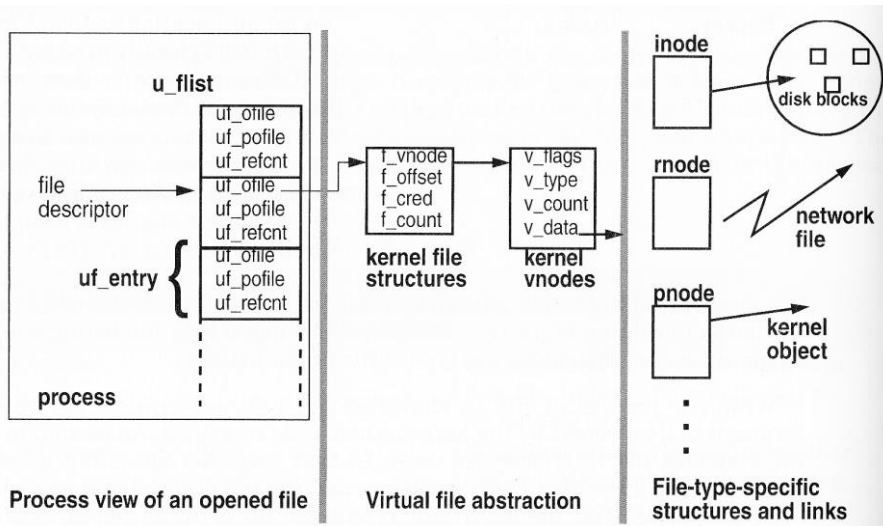 u_flist
uf_ofile
uf_pofile
uf_refcnt
uf_ofile
uf_pofile
uf_refcnt
uf_ofile
uf_pofile
uf_refcnt
file
descriptor
uf_entry
process
Process view of an opened file
f_vnode
f_offset
f_cred
f_count
kernel file
structures
v_flags
v_type
v_count
v_data
kernel
vnodes
Virtual file abstraction
inode
disk blocks
rnode
network
file
pnode
kernel
object
File-type-specific
structures and links